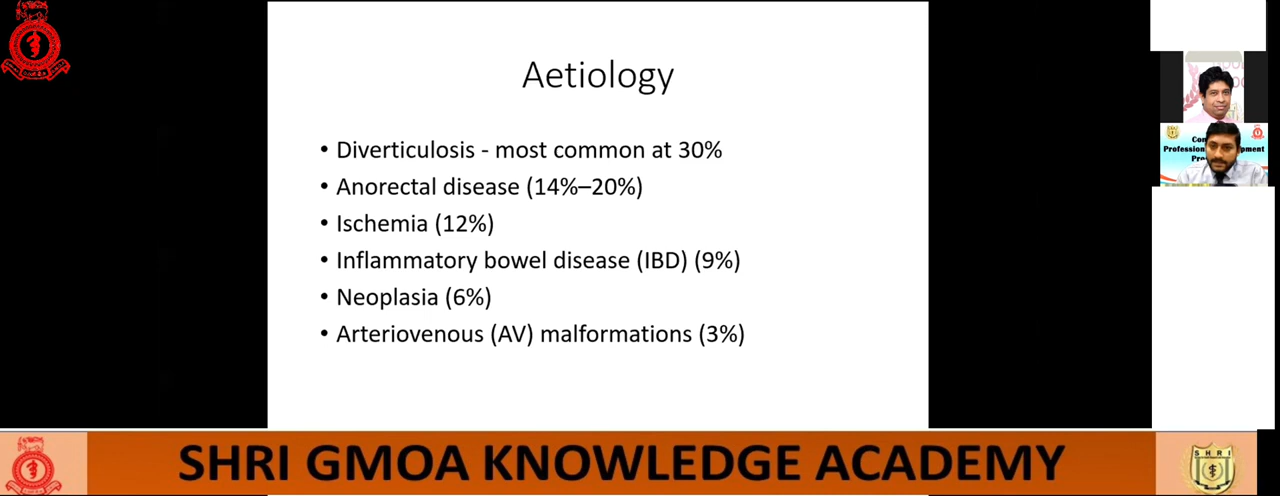 Aetiology
• Diverticulosis - most common at 30%
• Anorectal disease (14%–20%)
• Ischemia (12%)
• Inflammatory bowel disease (IBD) (9%)
• Neoplasia (6%)
• Arteriovenous (AV) malformations (3%)
SHRI GMOA KNOWLEDGE ACADEMY
SHRI